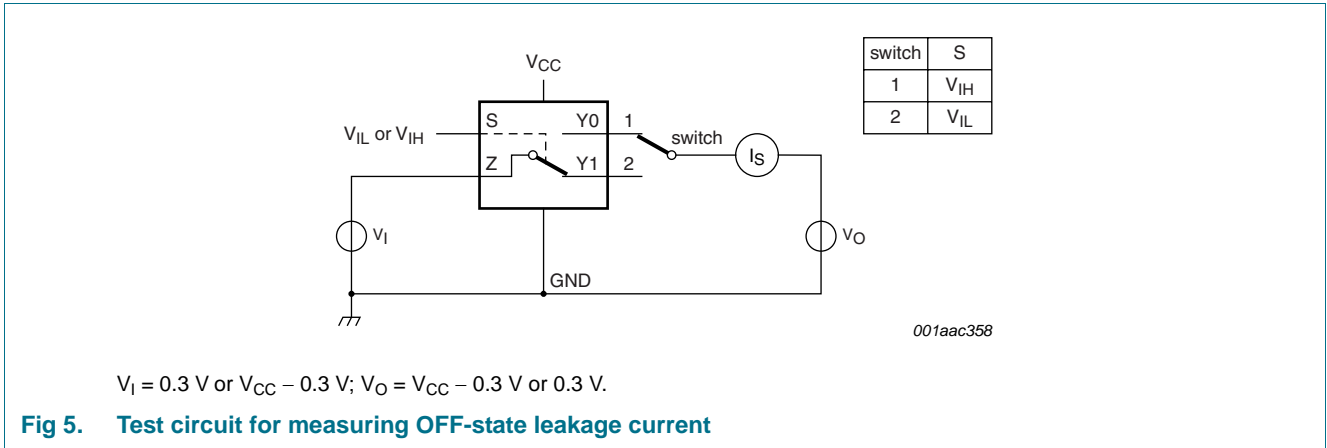 VCC
switch S
1 VIH
2 VIL
VIL or VIH
S
Y0
1
switch
IS
Z
Y1
2
VI
VO
GND
001aac358
VI = 0.3 V or VCC − 0.3 V; VO = VCC − 0.3 V or 0.3 V.
Fig 5. Test circuit for measuring OFF-state leakage current